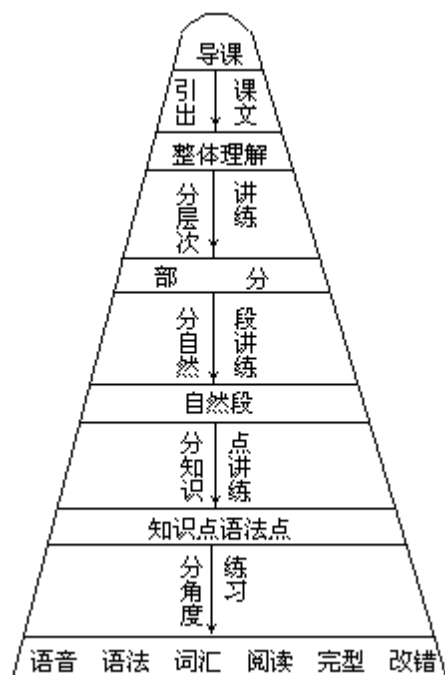 导课
引出
课文
整体理解
分层次
讲练
部 分
分自然
段讲练
自然段
分知识
点讲练
知识点语法点
分角度
练习
语音 语法 词汇 阅读 完型 改错